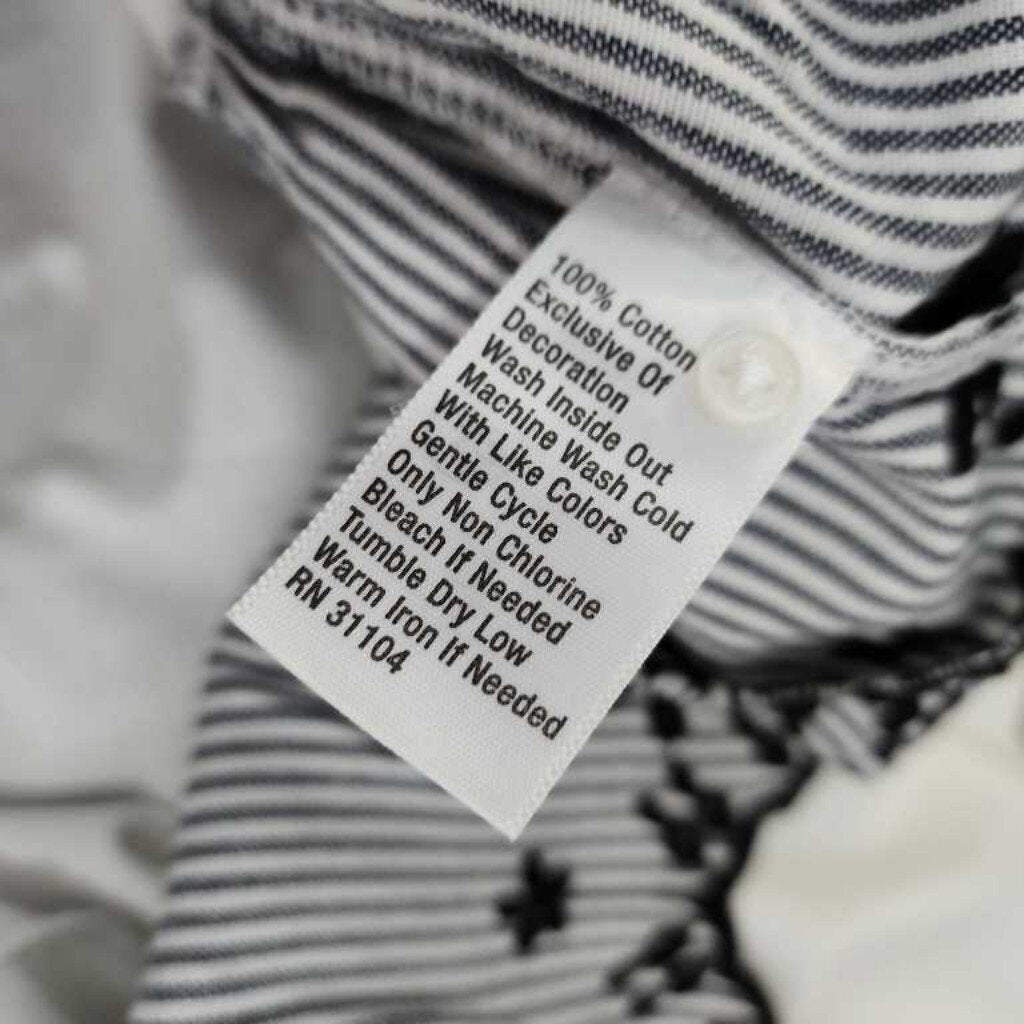 100% Cotton
Exclusive Of
Decoration
Wash Inside Out
Machine Wash Cold
With Like Colors
Gentle Cycle
Only Non Chlorine
Bleach If Needed
Tumble Dry Low
Warm Iron If Needed
RN 31104